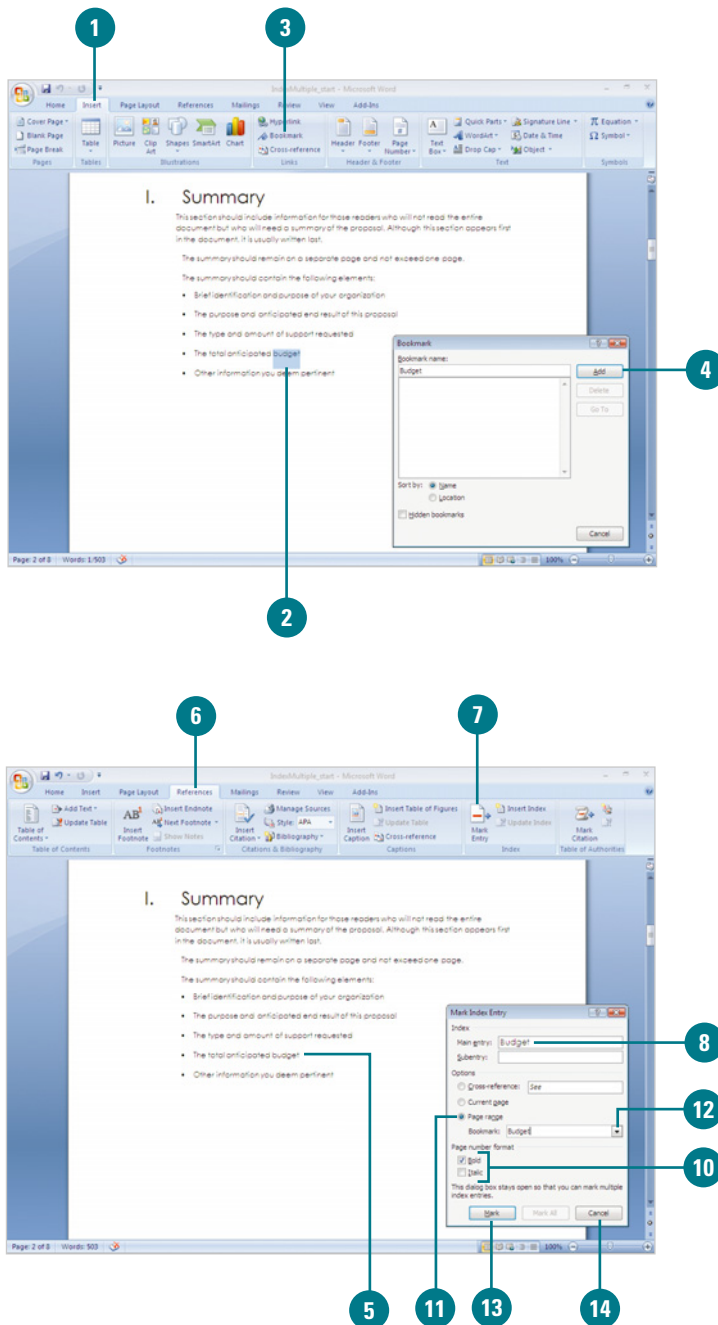 1
3
IndexMultiple_start - Microsoft Word
Home Insert Page Layout References Mailings Review View Add-Ins
Cover Page
Blank Page
Page Break
Pages
Table
Tables
Picture Clip Art Shapes SmartArt Chart
Illustrations
Hyperlink
Bookmark
Cross-reference
Links
Header Footer Page Number
Header & Footer
Text Box
Quick Parts
WordArt
Drop Cap
Signature Line
Date & Time
Object
Text
Equation
Symbol
Symbols
I. Summary
This section should include information for those readers who will not read the entire
document but who will need a summary of the proposal. Although this section appears first
in the document, it is usually written last.
The summary should remain on a separate page and not exceed one page.
The summary should contain the following elements:
• Brief identification and purpose of your organization
• The purpose and anticipated end result of this proposal
• The type and amount of support requested
• The total anticipated budget
• Other information you deem pertinent
Bookmark
Bookmark name:
Budget
Add
4
Delete
Go To
Sort by: Name
Location
Hidden bookmarks
Cancel
Page: 2 of 8 Words: 1/503 100%
2
6
7
IndexMultiple_start - Microsoft Word
Home Insert Page Layout References Mailings Review View Add-Ins
Table of Contents
Add Text
Update Table
Table of Contents
AB1
Insert Footnote
Insert Endnote
Next Footnote
Show Notes
Footnotes
Insert Citation
Manage Sources
Style: APA
Bibliography
Citations & Bibliography
Insert Caption
Insert Table of Figures
Update Table
Cross-reference
Captions
Mark Entry
Insert Index
Update Index
Index
Mark Citation
Table of Authorities
I. Summary
This section should include information for those readers who will not read the entire
document but who will need a summary of the proposal. Although this section appears first
in the document, it is usually written last.
The summary should remain on a separate page and not exceed one page.
The summary should contain the following elements:
• Brief identification and purpose of your organization
• The purpose and anticipated end result of this proposal
• The type and amount of support requested
• The total anticipated budget
• Other information you deem pertinent
Mark Index Entry
Index
Main entry: Budget
8
Subentry:
Options
Cross-reference: See
Current page
Page range
12
Bookmark: Budget
Page number format
Bold
10
Italic
This dialog box stays open so that you can mark multiple
index entries.
Mark Mark All Cancel
Page: 2 of 8 Words: 503 100%
5
11
13
14